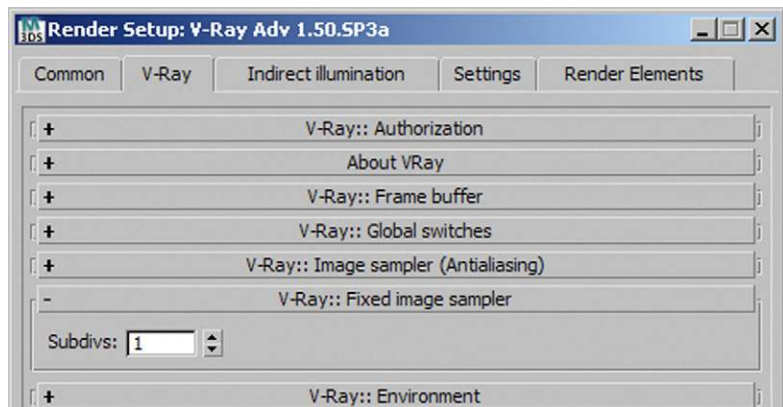 Render Setup: V-Ray Adv 1.50.SP3a
Common V-Ray Indirect illumination Settings Render Elements
+ V-Ray:: Authorization
+ About VRay
+ V-Ray:: Frame buffer
+ V-Ray:: Global switches
+ V-Ray:: Image sampler (Antialiasing)
- V-Ray:: Fixed image sampler
Subdivs: 1
+ V-Ray:: Environment